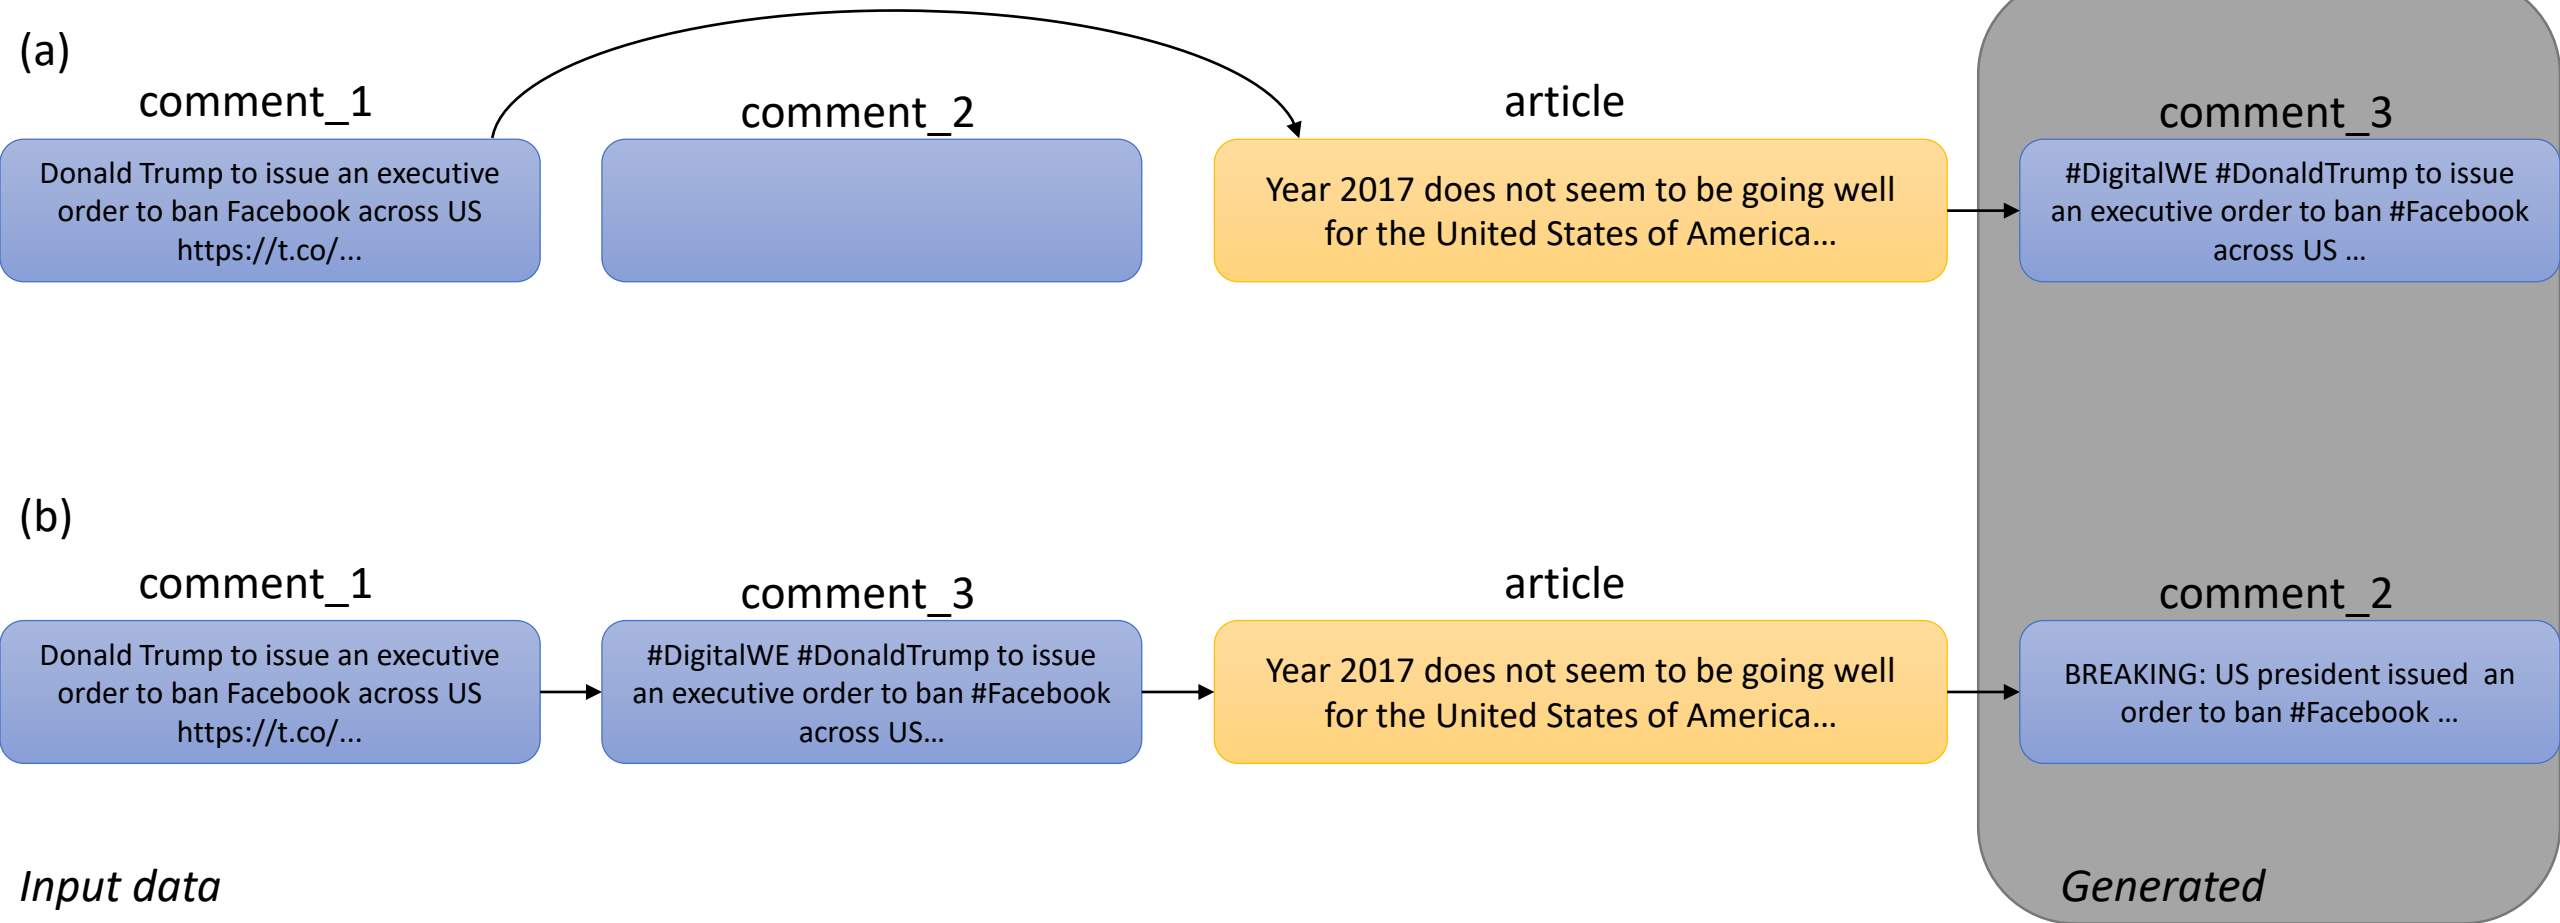 (a)
comment_1
comment_2
article
comment_3
Donald Trump to issue an executive
order to ban Facebook across US
https://t.co/...
Year 2017 does not seem to be going well
for the United States of America...
#DigitalWE #DonaldTrump to issue
an executive order to ban #Facebook
across US ...
(b)
comment_1
comment_3
article
comment_2
Donald Trump to issue an executive
order to ban Facebook across US
https://t.co/...
#DigitalWE #DonaldTrump to issue
an executive order to ban #Facebook
across US...
Year 2017 does not seem to be going well
for the United States of America...
BREAKING: US president issued  an
order to ban #Facebook ...
Input data
Generated